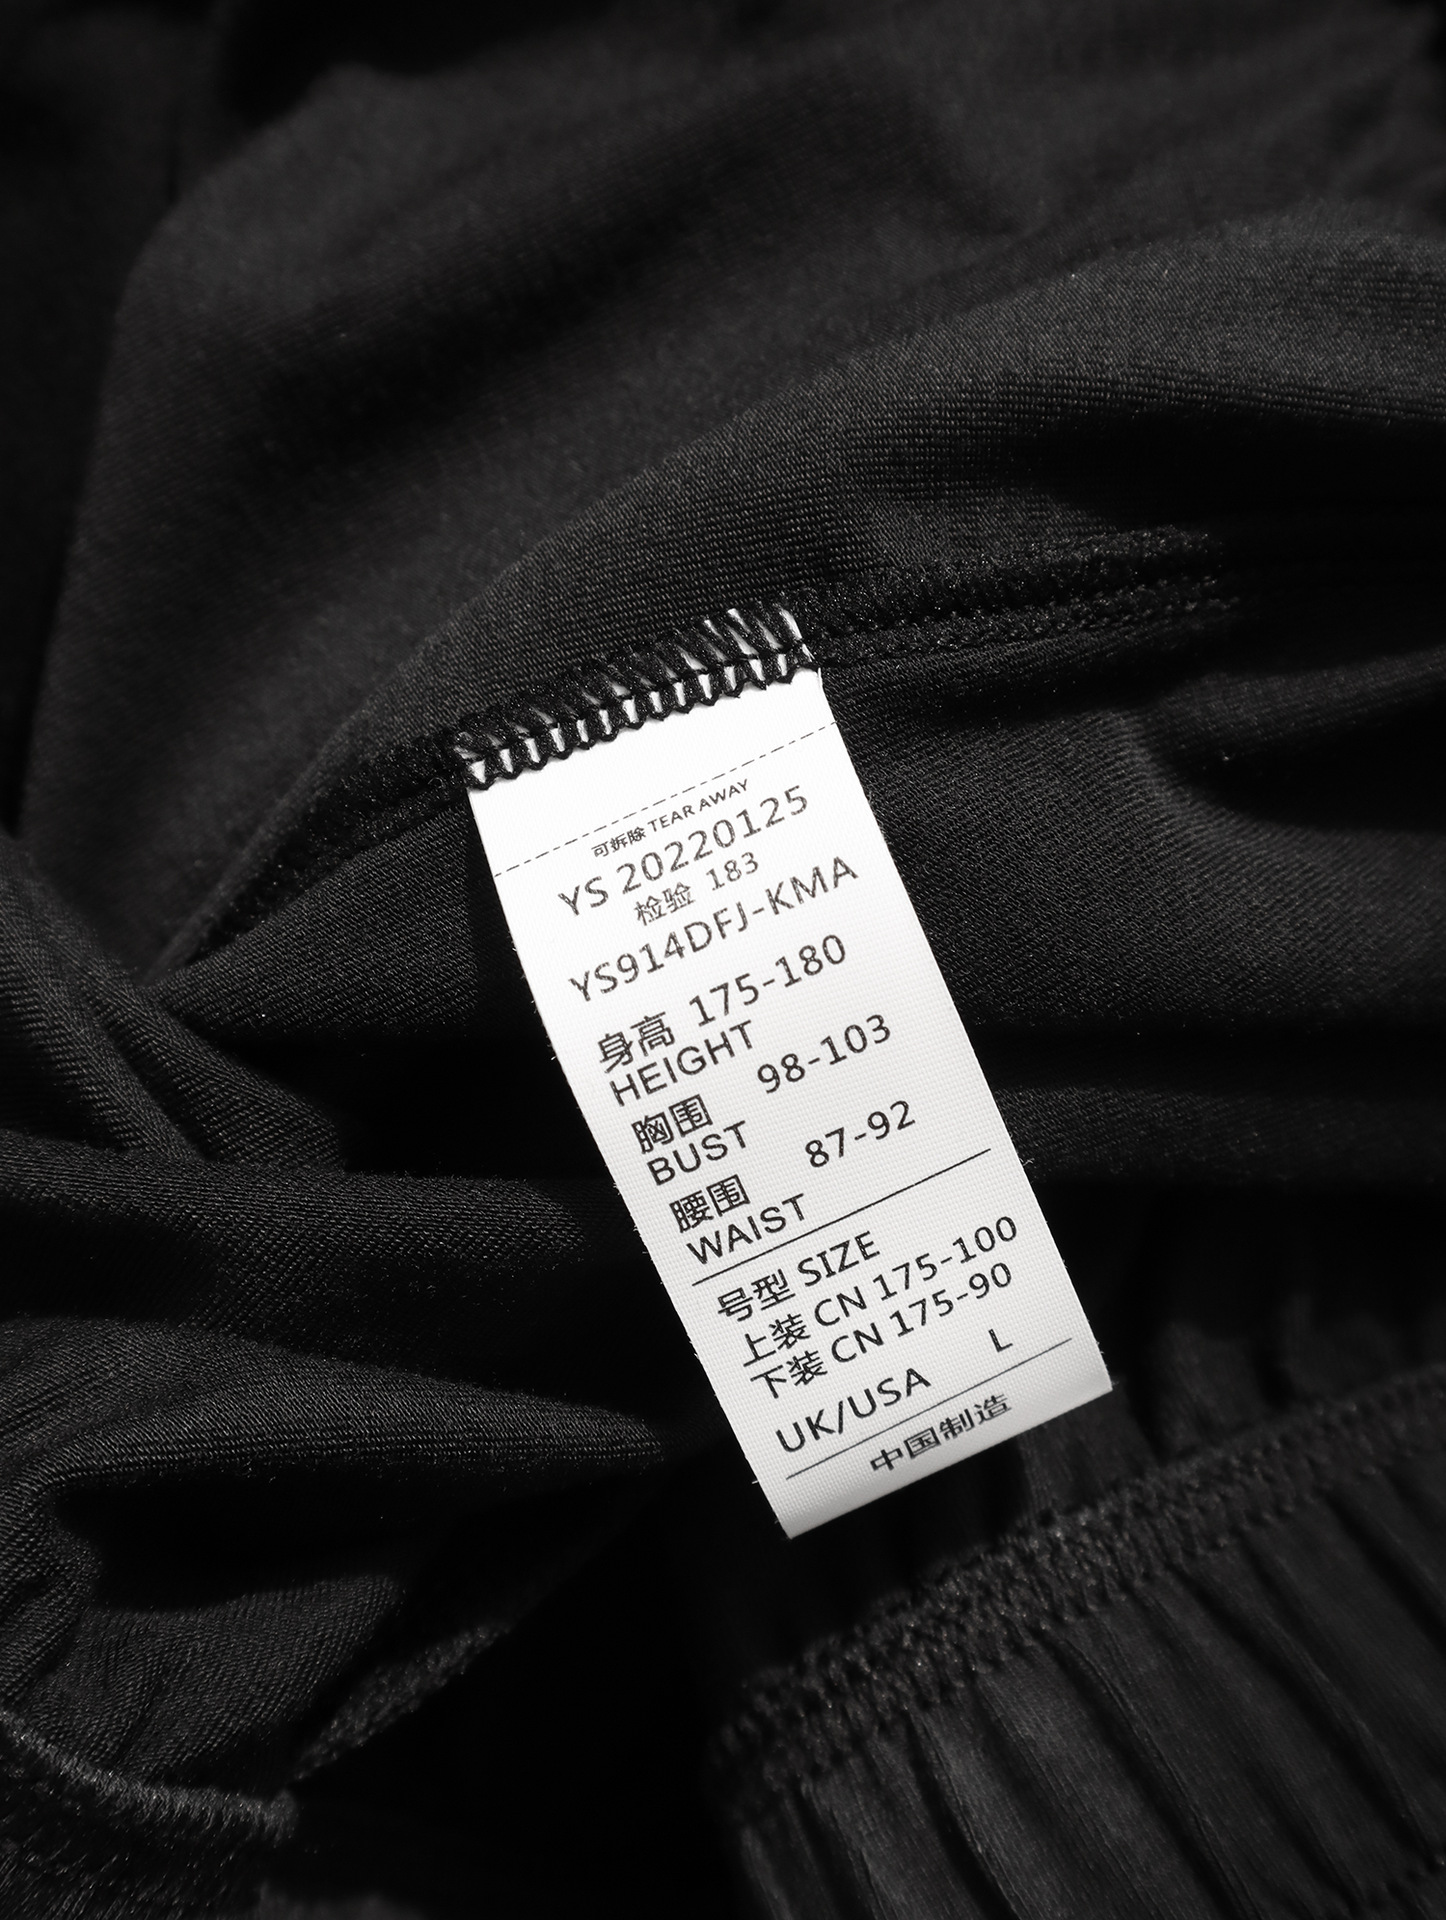 可拆除 TEAR AWAY
YS 20220125
检验 183
YS914DFJ-KMA
身高 175-180
HEIGHT
胸围 98-103
BUST
腰围 87-92
WAIST
号型 SIZE
上装 CN 175-100
下装 CN 175-90
UK/USA L
中国制造